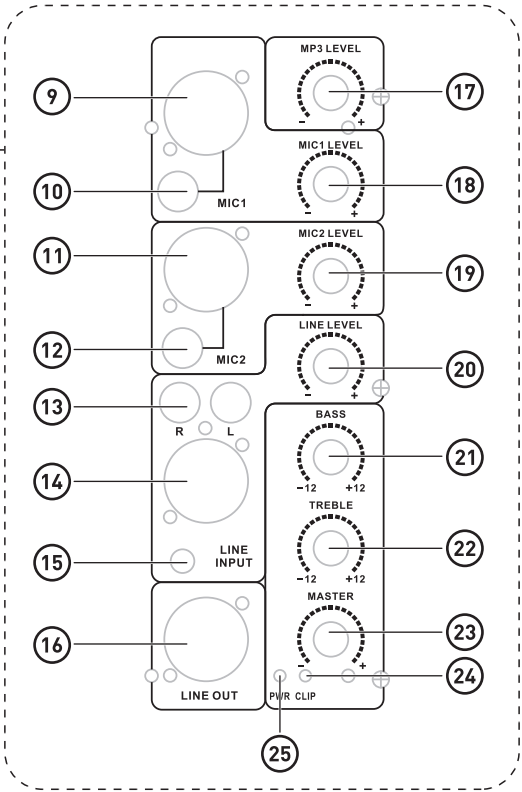 MP3 LEVEL
9
17
- +
MIC1 LEVEL
10
18
MIC1
- +
11
MIC2 LEVEL
19
- +
12
MIC2
LINE LEVEL
20
- +
13
R L
BASS
14
21
-12 +12
TREBLE
15
LINE
INPUT
22
-12 +12
MASTER
16
23
- +
24
LINE OUT
PWR CLIP
25